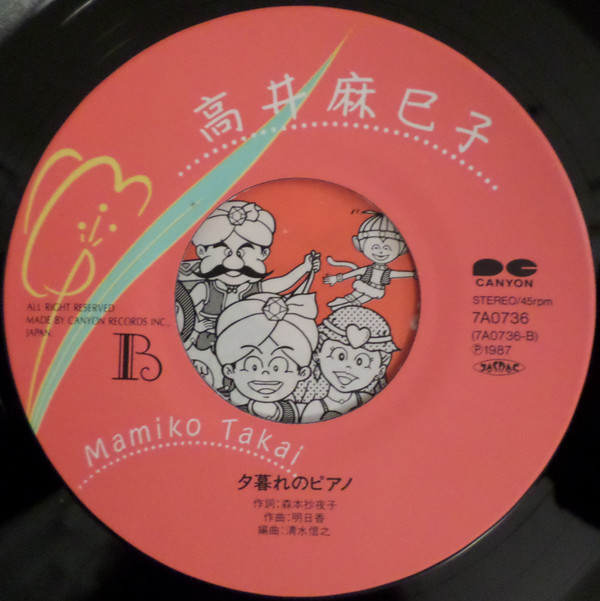 高井麻巳子
CANYON
STEREO/45rpm
7A0736
(7A0736-B)
Ⓟ1987
JASRAC
ALL RIGHT RESERVED
MADE BY CANYON RECORDS INC.,
JAPAN.
B
Mamiko Takai
夕暮れのピアノ
作詞:森本抄夜子
作曲:明日香
編曲:清水信之